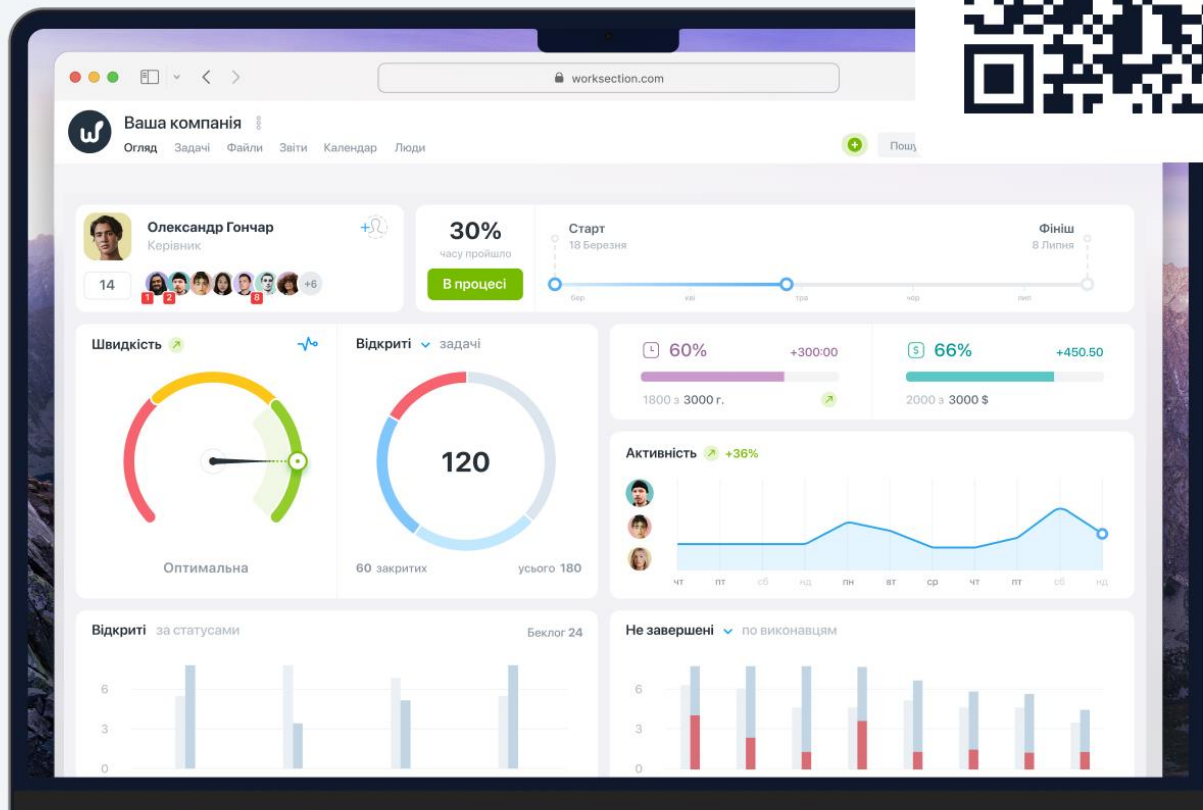 worksection.com
Ваша компанія
Огляд Задачі Файли Звіти Календар Люди
Олександр Гончар
Керівник
14
1
2
8
+6
30%
часу пройшло
В процесі
Старт
18 Березня
Фініш
8 Липня
бер кві тра чер лип
Швидкість
Оптимальна
Відкриті задачі
120
60 закритих усього 180
60% +300:00
1800 з 3000 г.
66% +450.50
2000 з 3000 $
Активність +36%
чт пт сб нд пн вт ср чт пт сб нд
Відкриті за статусами Беклог 24
6
3
0
Не завершені по виконавцям
6
3
0